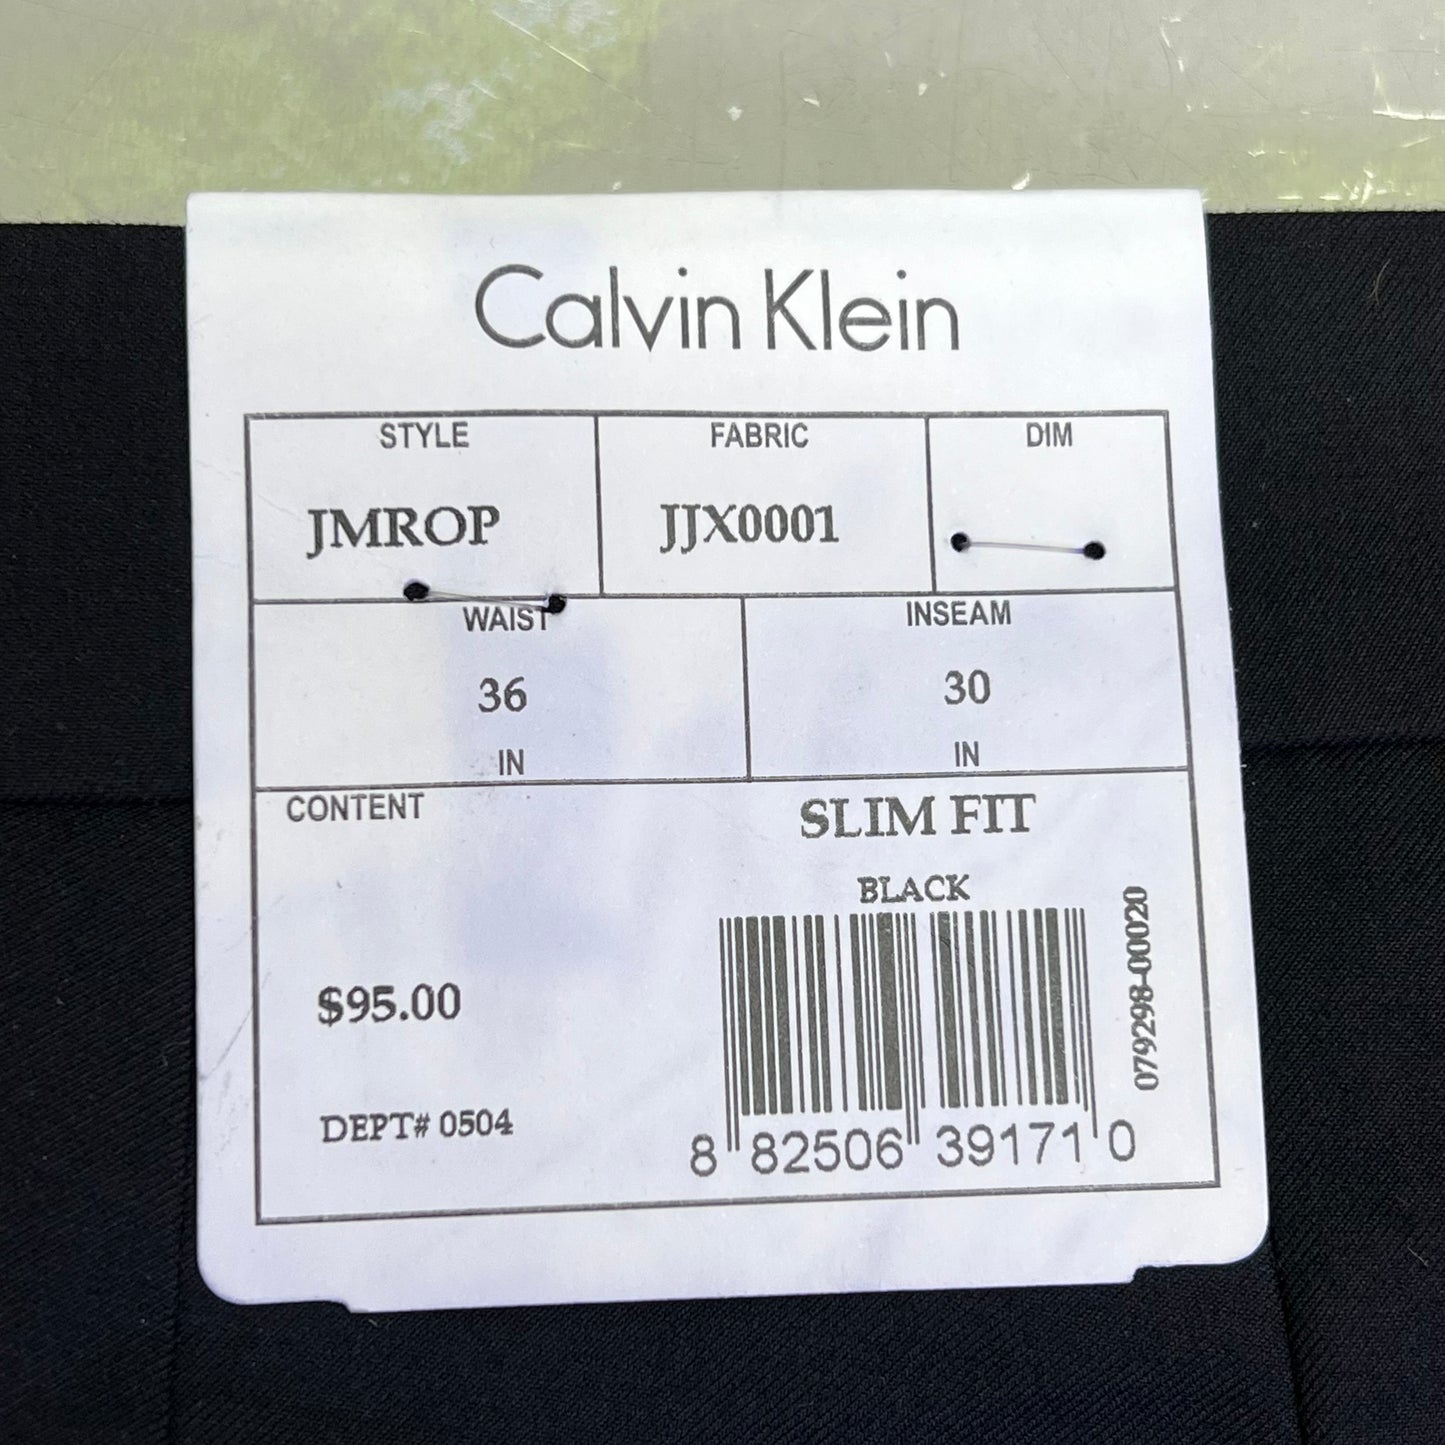 Calvin Klein
STYLE FABRIC DIM
JMROP JJX0001
WAIST INSEAM
36 30
IN IN
CONTENT SLIM FIT
BLACK
079298-00020
$95.00
DEPT# 0504
8 82506 39171 0